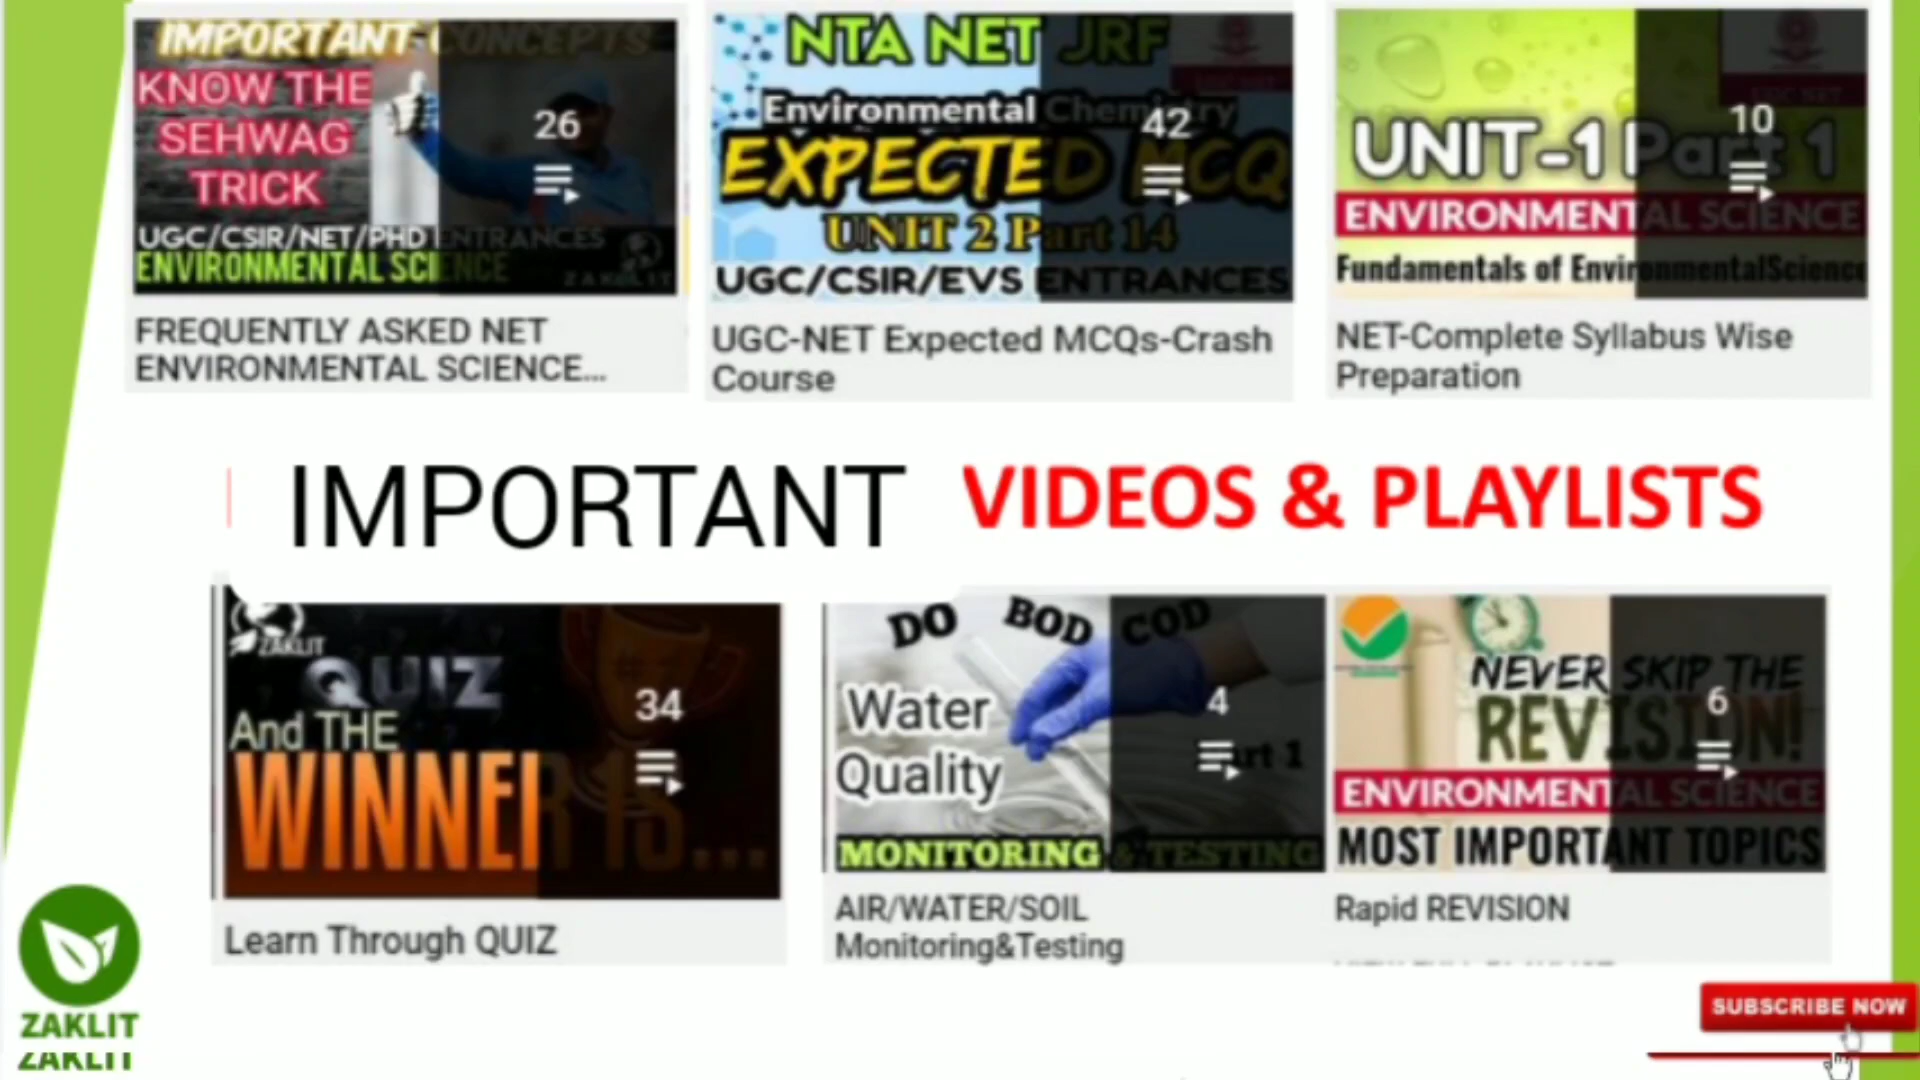 IMPORTANT CONCEPTS
KNOW THE
SEHWAG
TRICK
26
UGC/CSIR/NET/PHD ENTRANCES
ENVIRONMENTAL SCIENCE
ZAKLIT
FREQUENTLY ASKED NET
ENVIRONMENTAL SCIENCE...
NTA NET JRF
Environmental Chemistry
42
EXPECTED MCQ
UNIT 2 Part 14
UGC/CSIR/EVS ENTRANCES
UGC-NET Expected MCQs-Crash
Course
10
UNIT-1 Part 1
ENVIRONMENTAL SCIENCE
Fundamentals of EnvironmentalScience
NET-Complete Syllabus Wise
Preparation
IMPORTANT VIDEOS & PLAYLISTS
ZAKLIT
QUIZ
And THE
WINNER IS...
34
Learn Through QUIZ
DO BOD COD
Water
Quality
4
Part 1
MONITORING & TESTING
AIR/WATER/SOIL
Monitoring&Testing
NEVER SKIP THE
REVISION!
6
ENVIRONMENTAL SCIENCE
MOST IMPORTANT TOPICS
Rapid REVISION
ZAKLIT
ZAKLIT
SUBSCRIBE NOW